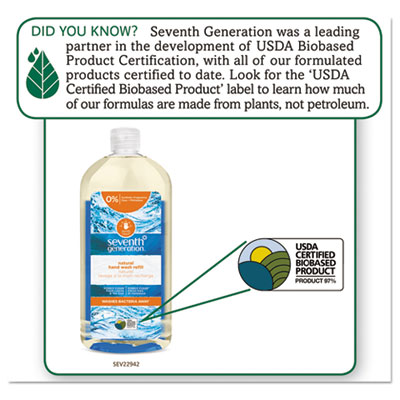 DID YOU KNOW? Seventh Generation was a leading
partner in the development of USDA Biobased
Product Certification, with all of our formulated
products certified to date. Look for the ‘USDA
Certified Biobased Product’ label to learn how much
of our formulas are made from plants, not petroleum.
0%
seventh
generation
natural
hand wash refill
WASHES BACTERIA AWAY
USDA
CERTIFIED
BIOBASED
PRODUCT
PRODUCT 97%
SEV22942